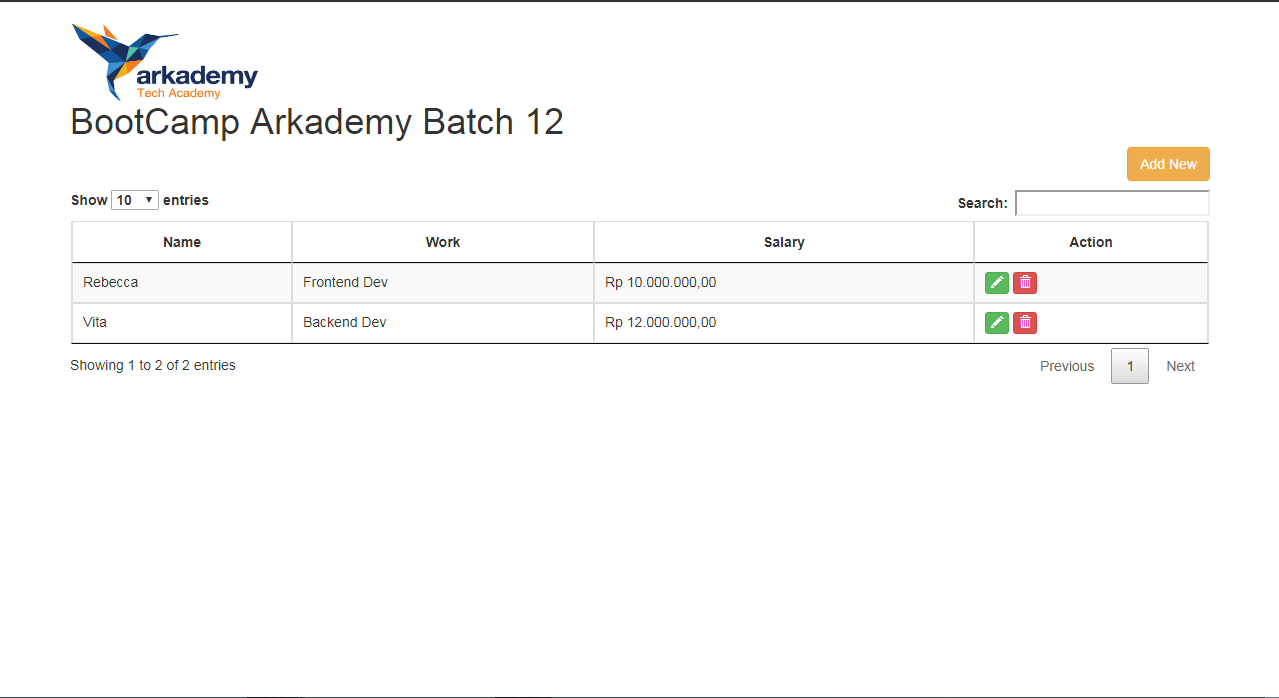 arkademy
Tech Academy
BootCamp Arkademy Batch 12
Add New
Show 10 entries Search:
Name Work Salary Action
Rebecca Frontend Dev Rp 10.000.000,00
Vita Backend Dev Rp 12.000.000,00
Showing 1 to 2 of 2 entries Previous 1 Next